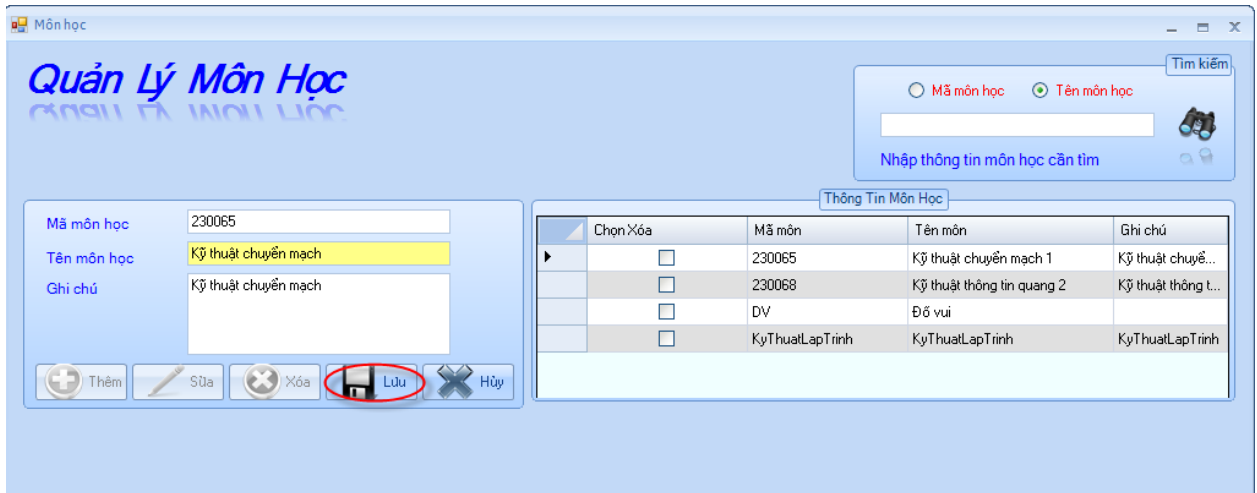 Môn học
Quản Lý Môn Học
Tìm kiếm
Mã môn học Tên môn học
Nhập thông tin môn học cần tìm
Mã môn học 230065
Tên môn học Kỹ thuật chuyển mạch
Ghi chú Kỹ thuật chuyển mạch
Thêm Sửa Xóa Lưu Hủy
Thông Tin Môn Học
Chọn Xóa Mã môn Tên môn Ghi chú
230065 Kỹ thuật chuyển mạch 1 Kỹ thuật chuyể...
230068 Kỹ thuật thông tin quang 2 Kỹ thuật thông t...
DV Đố vui
KyThuatLapTrinh KyThuatLapTrinh KyThuatLapTrinh